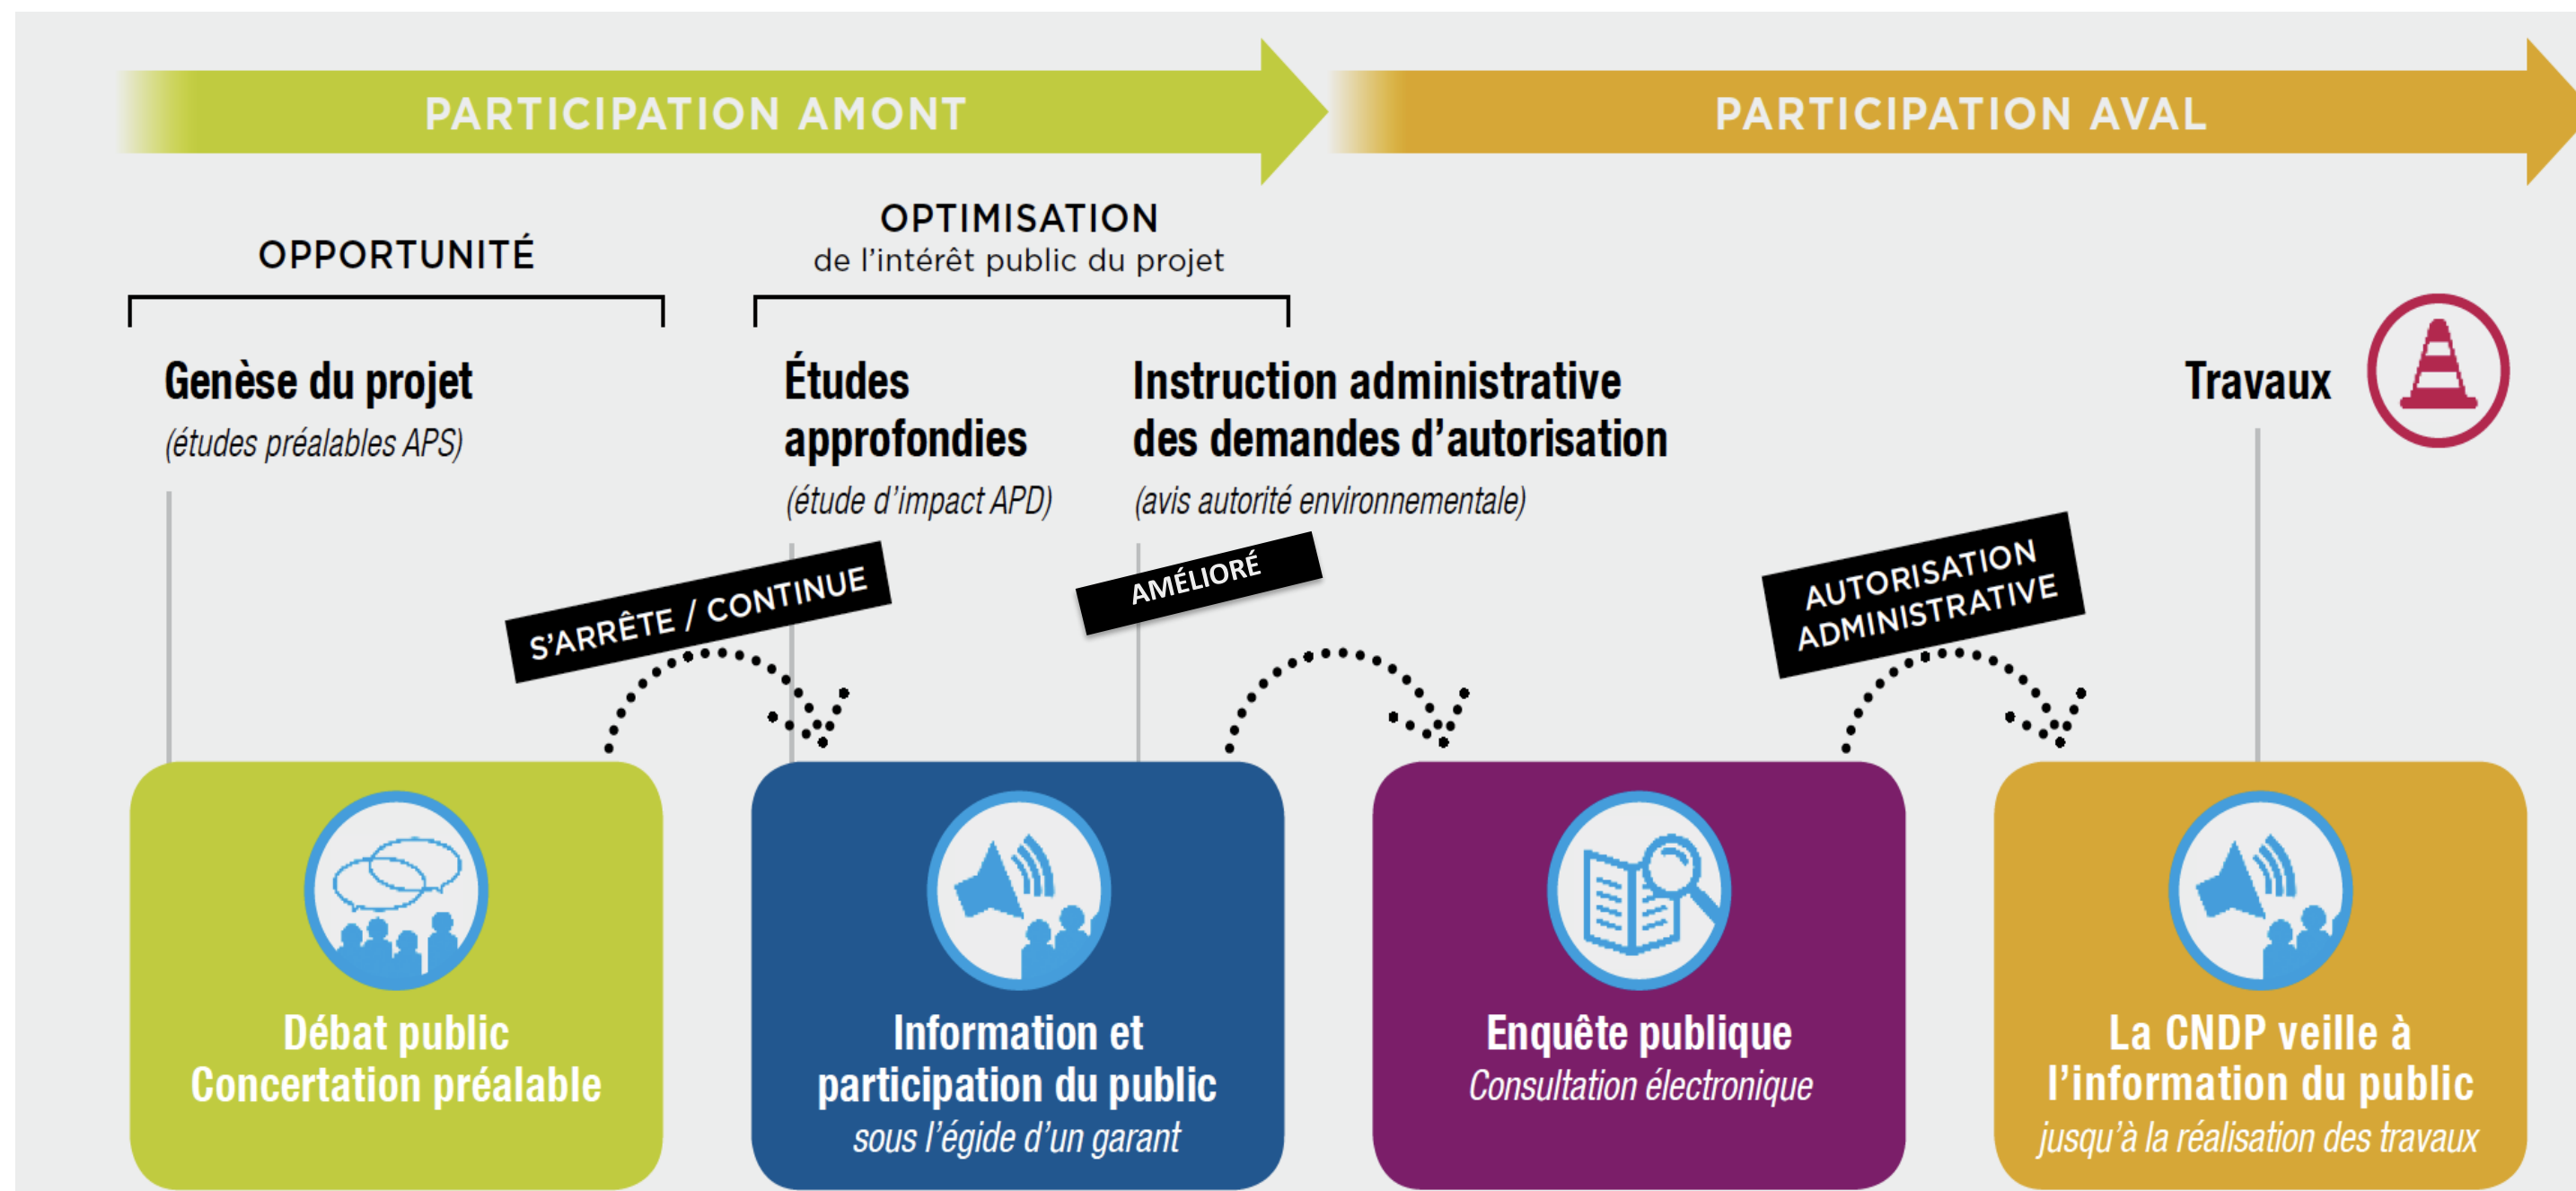 PARTICIPATION AMONT
PARTICIPATION AVAL
OPPORTUNITÉ
OPTIMISATION
de l'intérêt public du projet
Genèse du projet
(études préalables APS)
Études
approfondies
(étude d'impact APD)
Instruction administrative
des demandes d'autorisation
(avis autorité environnementale)
Travaux
S'ARRÊTE / CONTINUE
AMÉLIORÉ
AUTORISATION
ADMINISTRATIVE
Débat public
Concertation préalable
Information et
participation du public
sous l'égide d'un garant
Enquête publique
Consultation électronique
La CNDP veille à
l'information du public
jusqu'à la réalisation des travaux